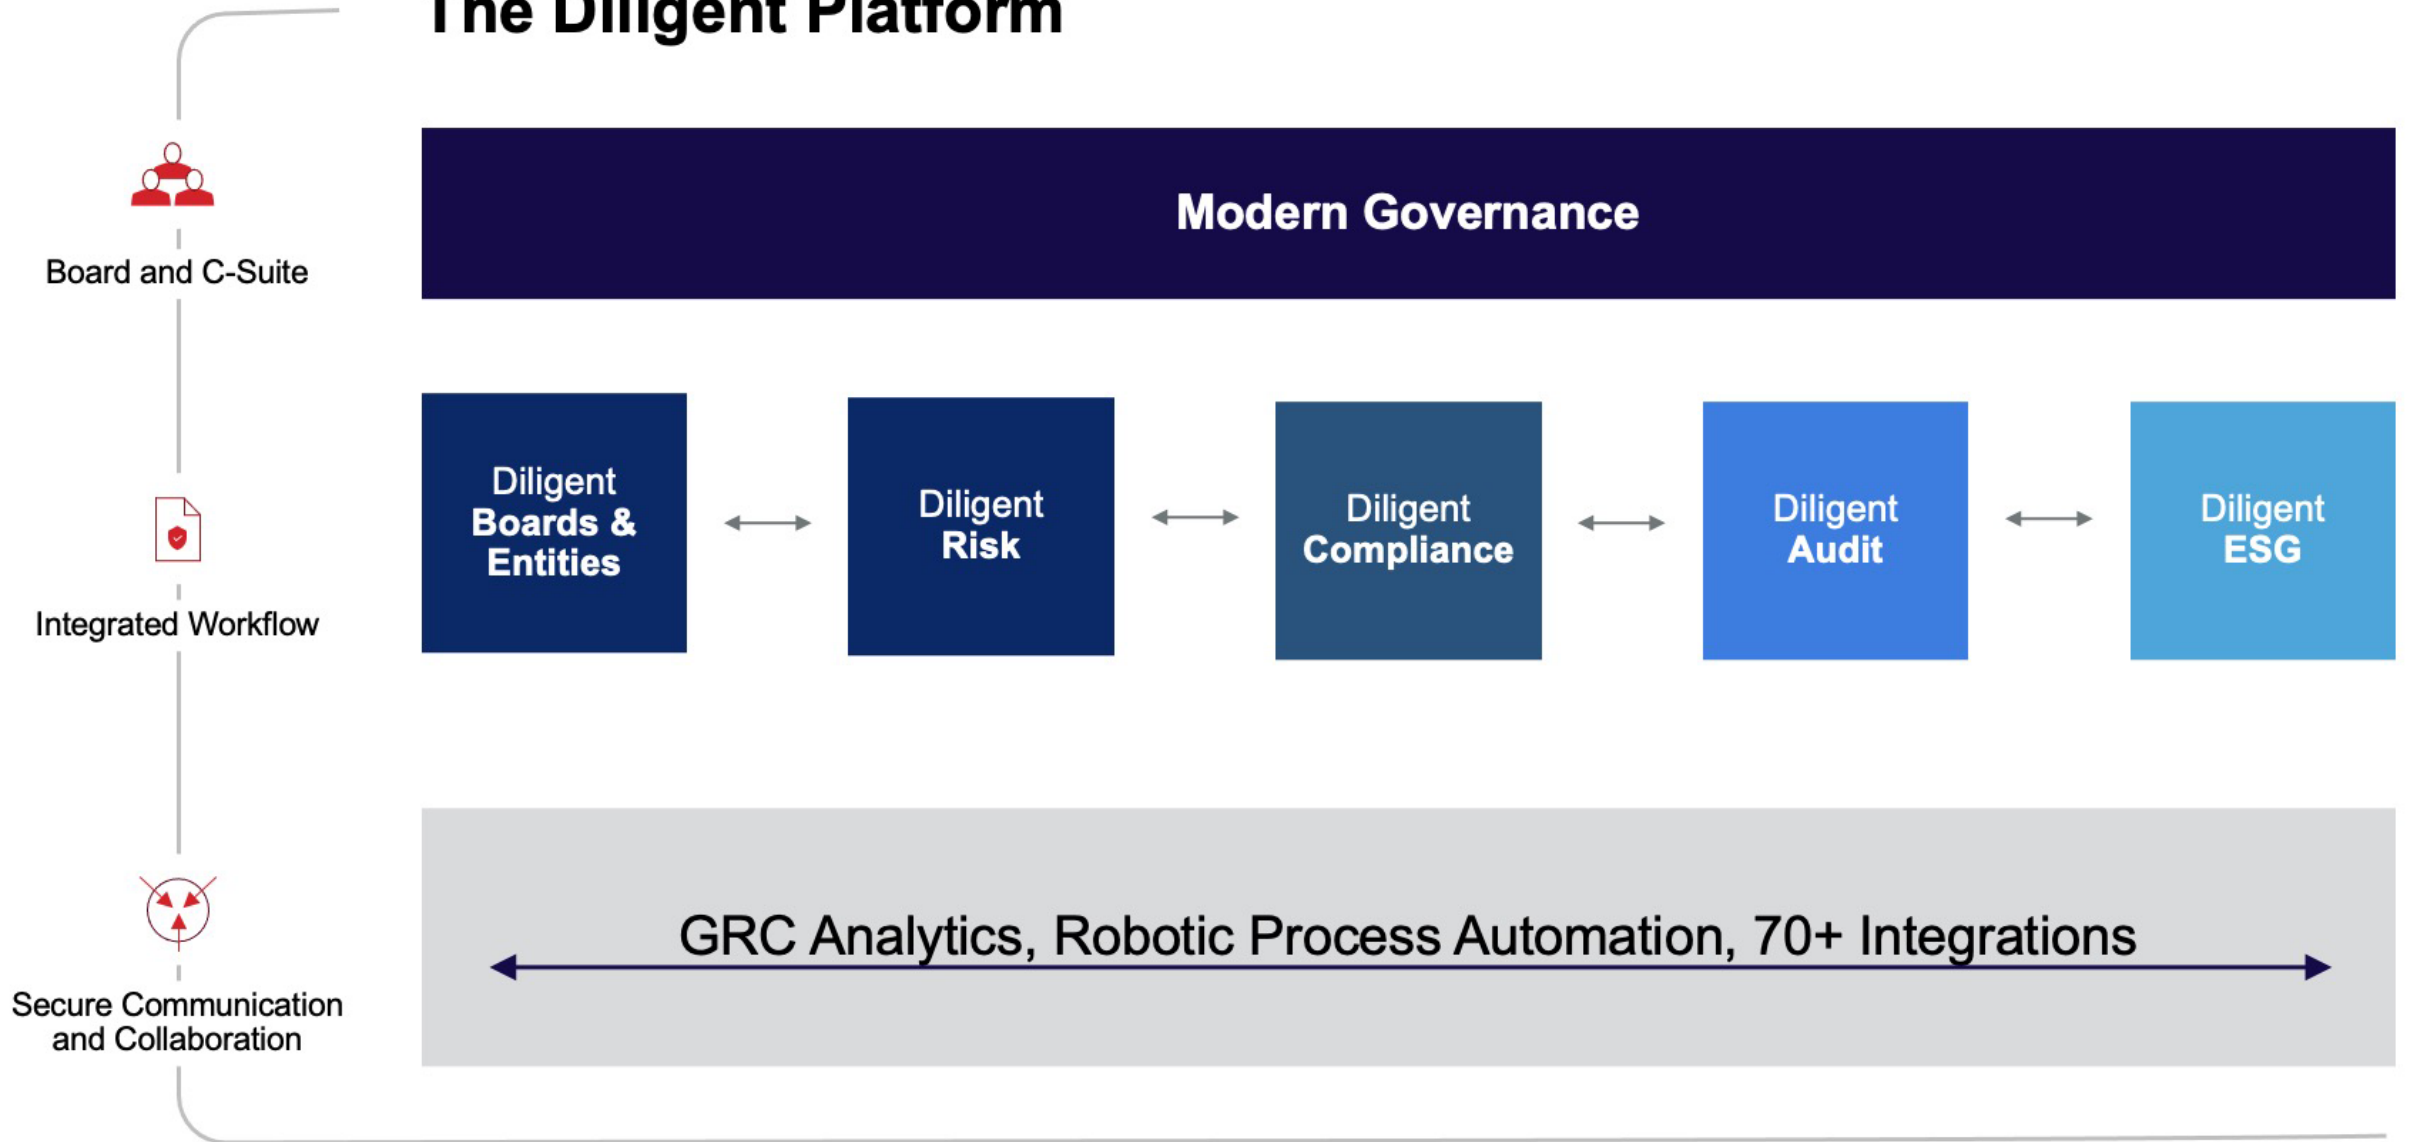 The Diligent Platform
Modern Governance
Board and C-Suite
Diligent
Boards &
Entities
Diligent
Risk
Diligent
Compliance
Diligent
Audit
Diligent
ESG
Integrated Workflow
GRC Analytics, Robotic Process Automation, 70+ Integrations
Secure Communication
and Collaboration